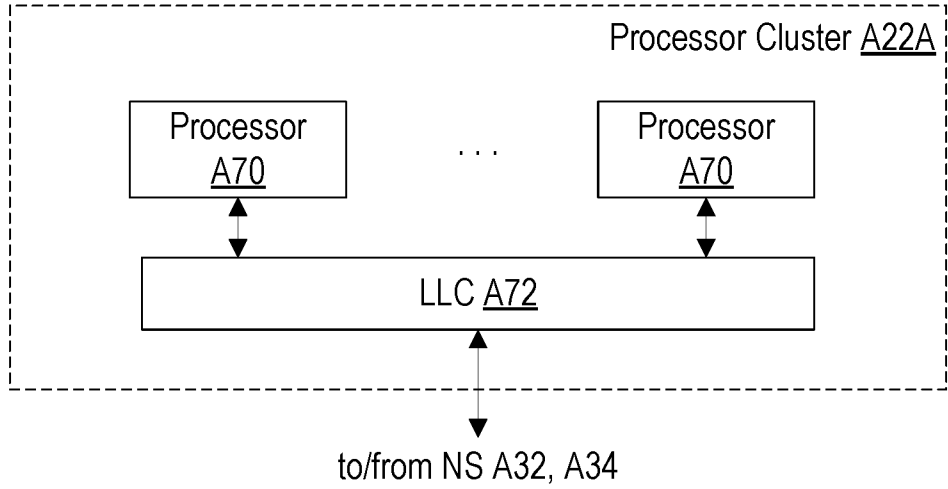 Processor Cluster A22A
Processor
A70
. . .
Processor
A70
LLC A72
to/from NS A32, A34